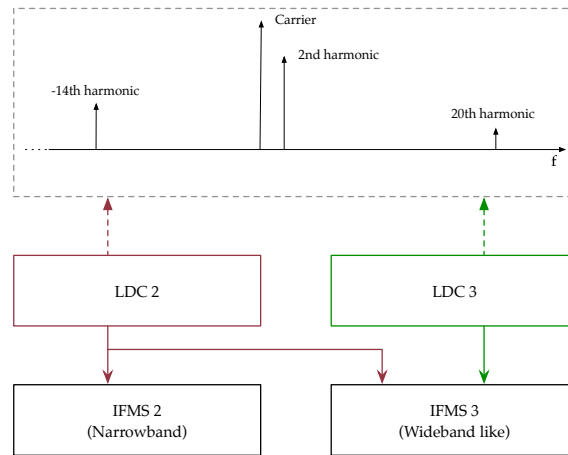 Carrier
2nd harmonic
-14th harmonic
20th harmonic
f
LDC 2
LDC 3
IFMS 2
(Narrowband)
IFMS 3
(Wideband like)